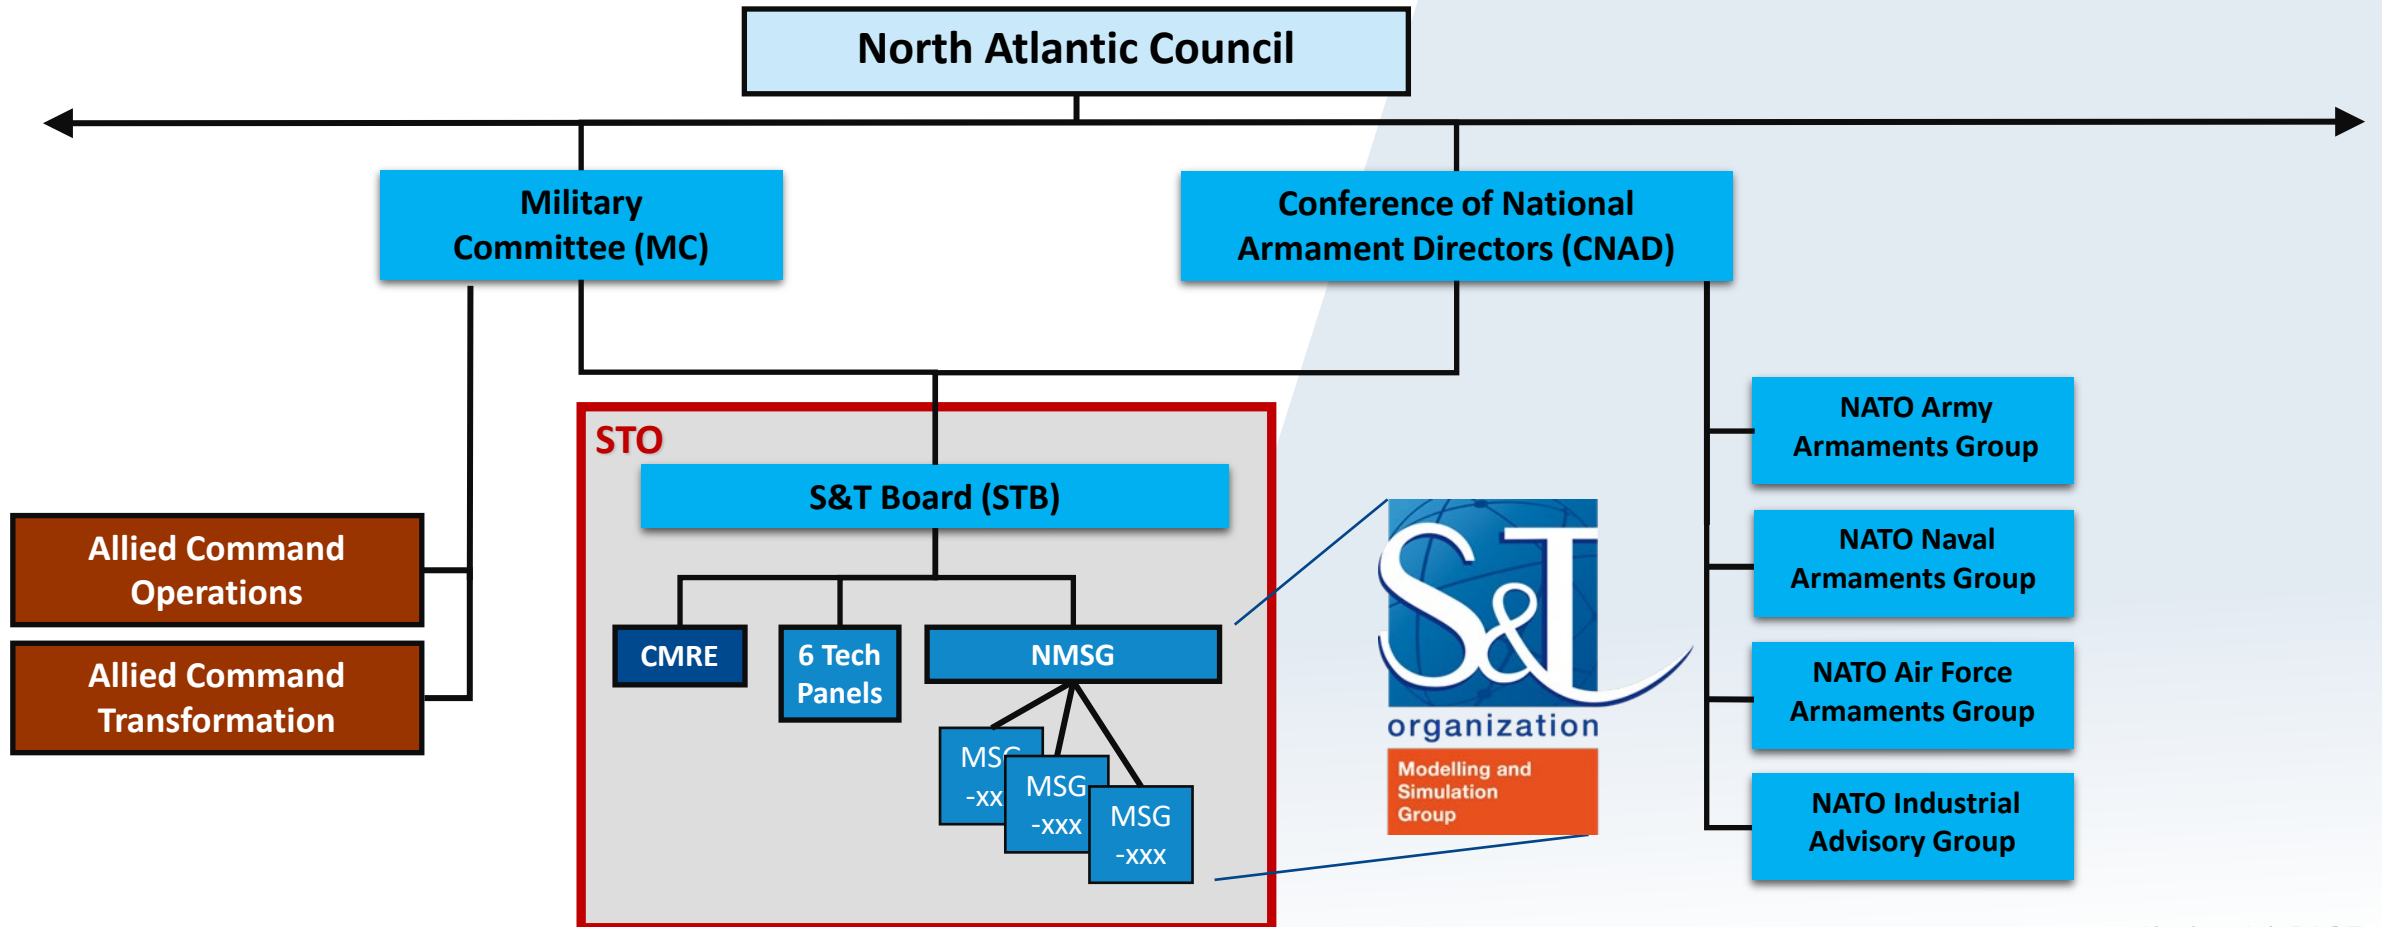 North Atlantic Council
Military
Committee (MC)
Conference of National
Armament Directors (CNAD)
STO
S&T Board (STB)
Allied Command
Operations
Allied Command
Transformation
CMRE
6 Tech
Panels
NMSG
MSG
-xxx
MSG
-xxx
S&T
organization
Modelling and
Simulation
Group
NATO Army
Armaments Group
NATO Naval
Armaments Group
NATO Air Force
Armaments Group
NATO Industrial
Advisory Group